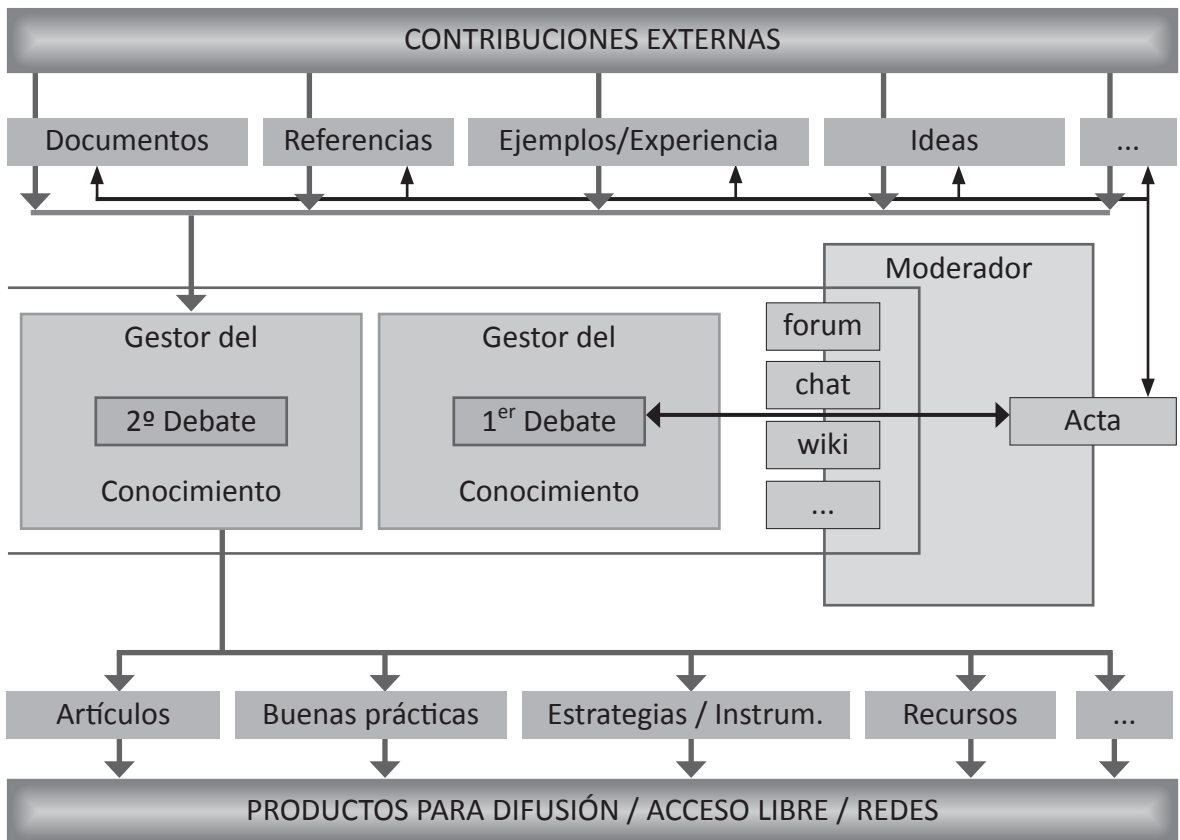 CONTRIBUCIONES EXTERNAS
Documentos
Referencias
Ejemplos/Experiencia
Ideas
...
Moderador
Gestor del
2º Debate
Conocimiento
Gestor del
1er Debate
Conocimiento
forum
chat
wiki
...
Acta
Artículos
Buenas prácticas
Estrategias / Instrum.
Recursos
...
PRODUCTOS PARA DIFUSIÓN / ACCESO LIBRE / REDES